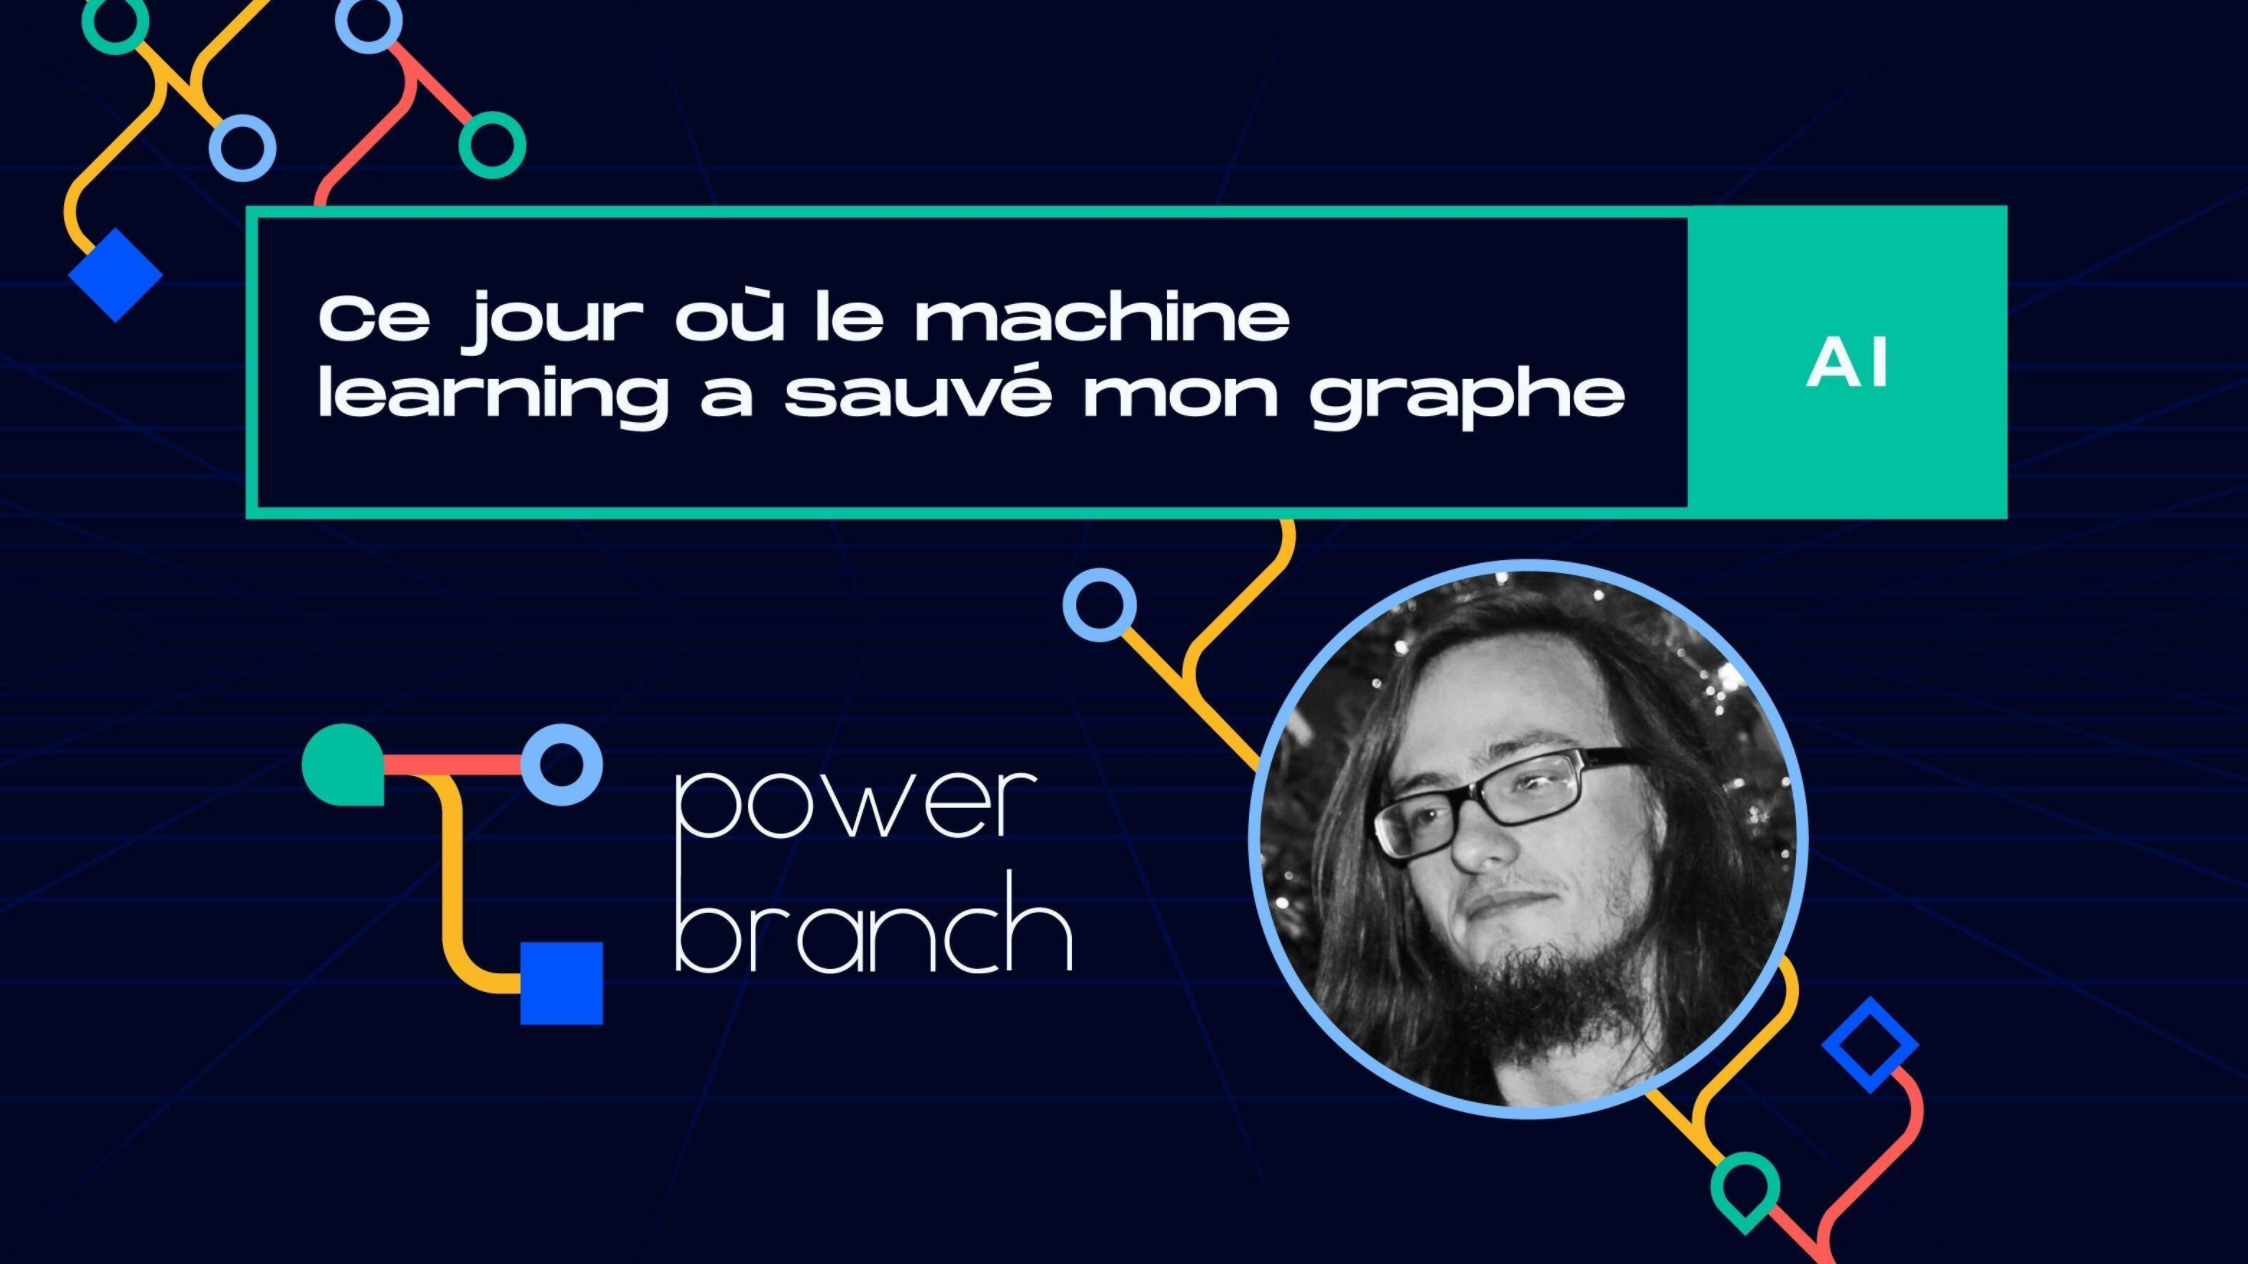 Ce jour où le machine
learning a sauvé mon graphe
AI
power
branch